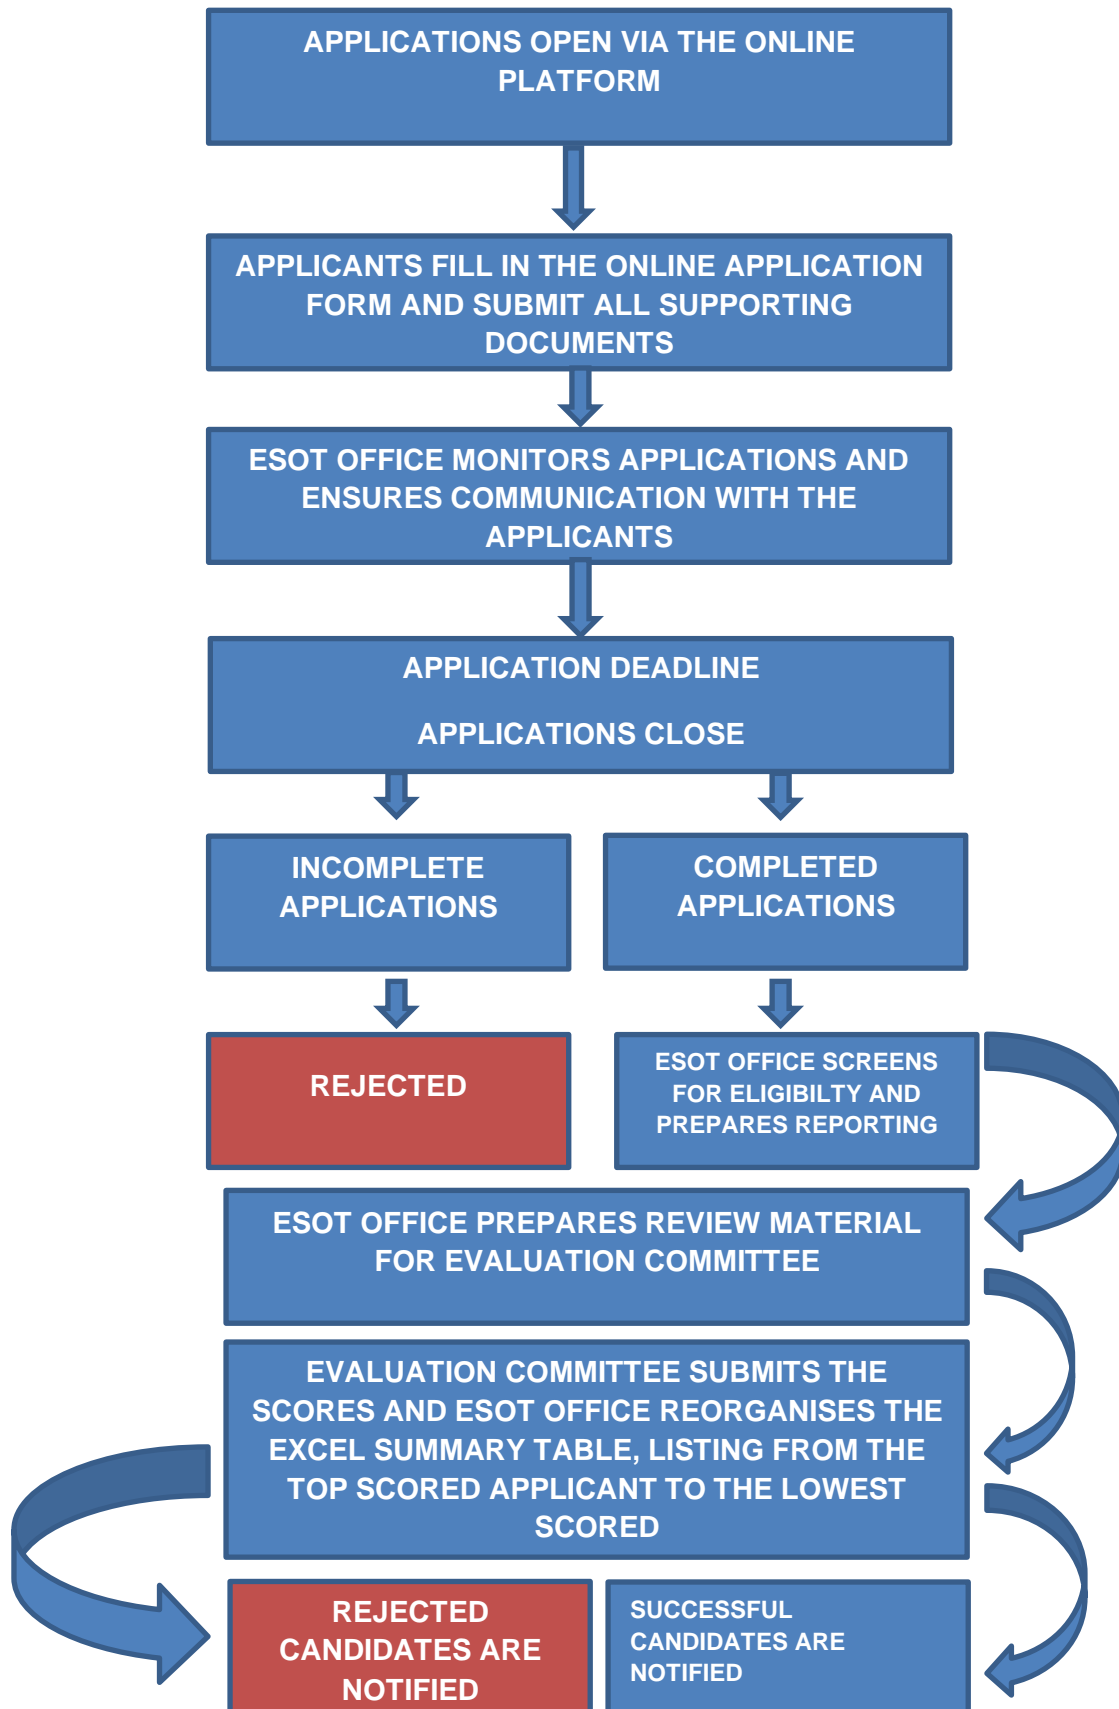 APPLICATIONS OPEN VIA THE ONLINE
PLATFORM
APPLICANTS FILL IN THE ONLINE APPLICATION
FORM AND SUBMIT ALL SUPPORTING
DOCUMENTS
ESOT OFFICE MONITORS APPLICATIONS AND
ENSURES COMMUNICATION WITH THE
APPLICANTS
APPLICATION DEADLINE
APPLICATIONS CLOSE
INCOMPLETE
APPLICATIONS
COMPLETED
APPLICATIONS
REJECTED
ESOT OFFICE SCREENS
FOR ELIGIBILTY AND
PREPARES REPORTING
ESOT OFFICE PREPARES REVIEW MATERIAL
FOR EVALUATION COMMITTEE
EVALUATION COMMITTEE SUBMITS THE
SCORES AND ESOT OFFICE REORGANISES THE
EXCEL SUMMARY TABLE, LISTING FROM THE
TOP SCORED APPLICANT TO THE LOWEST
SCORED
REJECTED
CANDIDATES ARE
NOTIFIED
SUCCESSFUL
CANDIDATES ARE
NOTIFIED